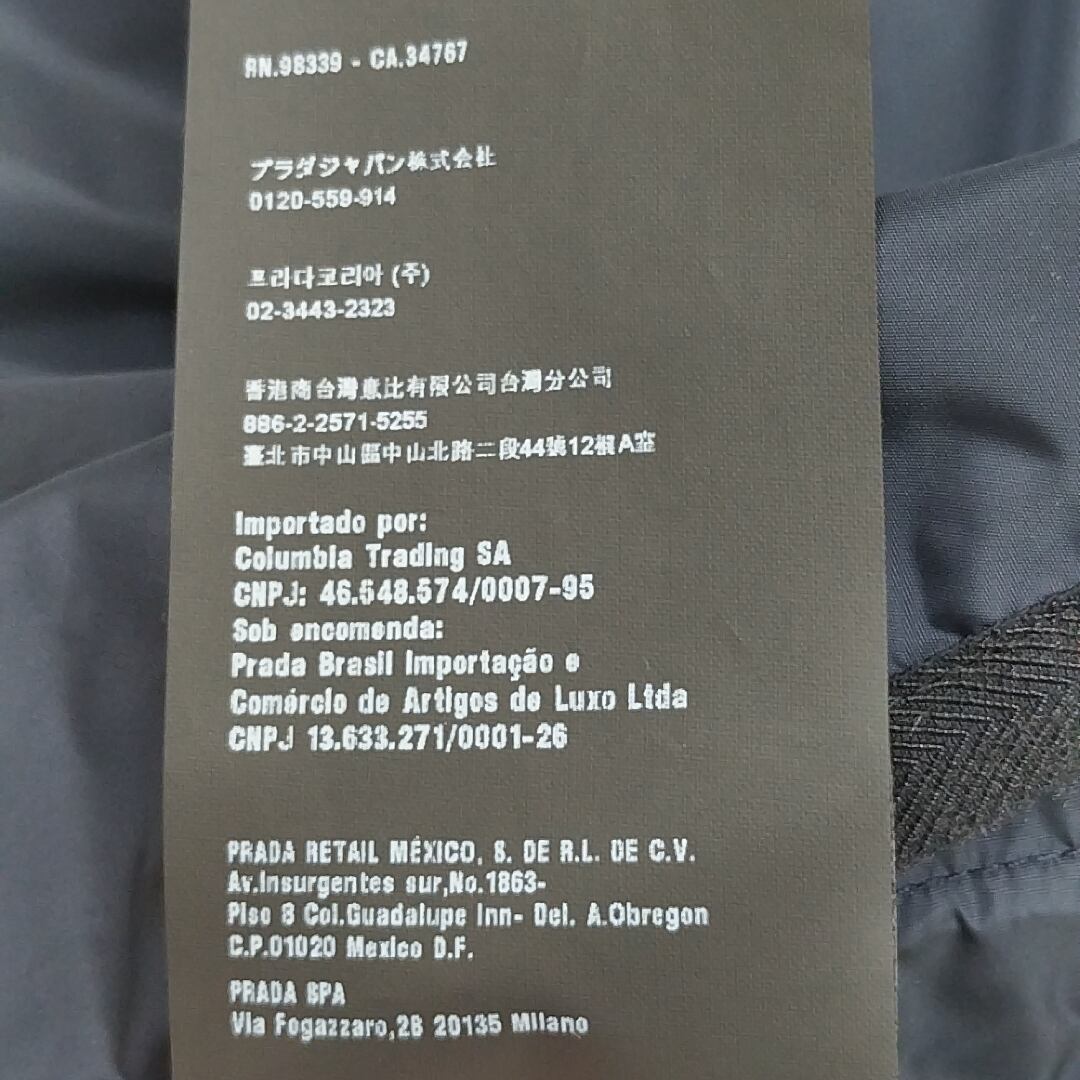 RN.98339 - CA.34767
プラダジャパン株式会社
0120-559-914
프라다코리아 (주)
02-3443-2323
香港商台灣意比有限公司台灣分公司
886-2-2571-5255
臺北市中山區中山北路二段44號12樓A室
Importado por:
Columbia Trading SA
CNPJ: 46.548.574/0007-95
Sob encomenda:
Prada Brasil Importação e
Comércio de Artigos de Luxo Ltda
CNPJ 13.633.271/0001-26
PRADA RETAIL MÉXICO, S. DE R.L. DE C.V.
Av.Insurgentes sur,No.1863-
Piso 8 Col.Guadalupe Inn- Del. A.Obregon
C.P.01020 Mexico D.F.
PRADA SPA
Via Fogazzaro,28 20135 Milano